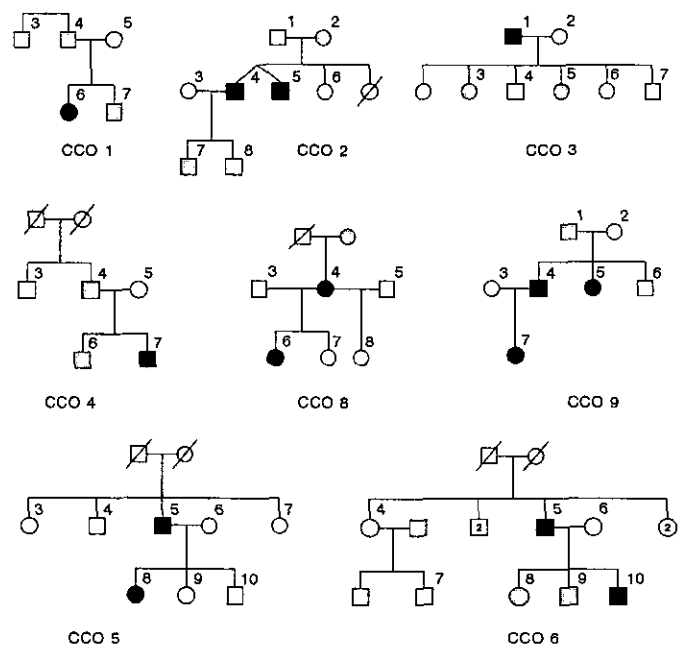 3 4 5
6 7
CCO 1
1 2
3 4 5 6
7 8
CCO 2
1 2
3 4 5 6 7
CCO 3
3 4 5
6 7
CCO 4
3 4 5
6 7 8
CCO 8
1 2
3 4 5 6
7
CCO 9
3 4 5 6 7
8 9 10
CCO 5
4 2 5 6 2
7 8 9 10
CCO 6